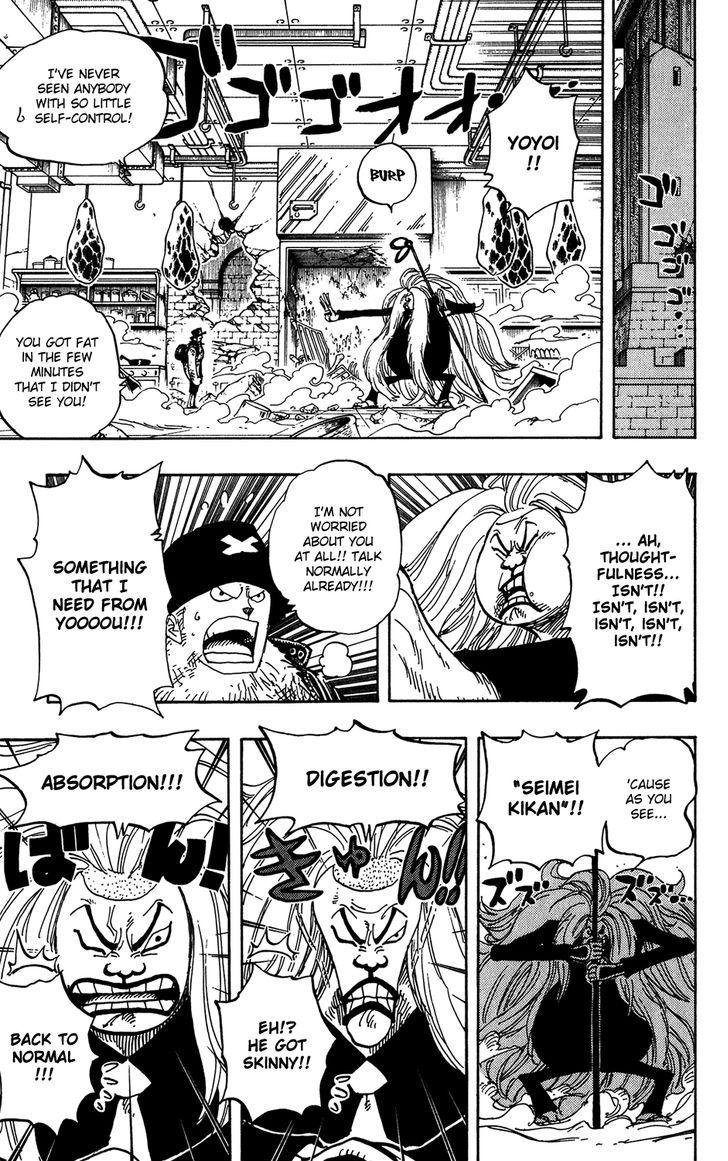 ゴゴゴ...
YOYOI
!!
BURP
ゴゴゴゴオオ...
I'VE NEVER
SEEN ANYBODY
WITH SO LITTLE
SELF-CONTROL!
YOU GOT FAT
IN THE FEW
MINUTES
THAT I DIDN'T
SEE YOU!
... AH,
THOUGHT-
FULNESS...
ISN'T!!
ISN'T, ISN'T,
ISN'T, ISN'T,
ISN'T!!
I'M NOT
WORRIED
ABOUT YOU
AT ALL!! TALK
NORMALLY
ALREADY!!!
SOMETHING
THAT I
NEED FROM
YOOOOU!!!
'CAUSE
AS YOU
SEE...
"SEIMEI
KIKAN"!!
ズズズ...
ズズ...
DIGESTION!!
きゅん!!
EH!?
HE GOT
SKINNY!!
ABSORPTION!!!
ばん!
BACK TO
NORMAL
!!!